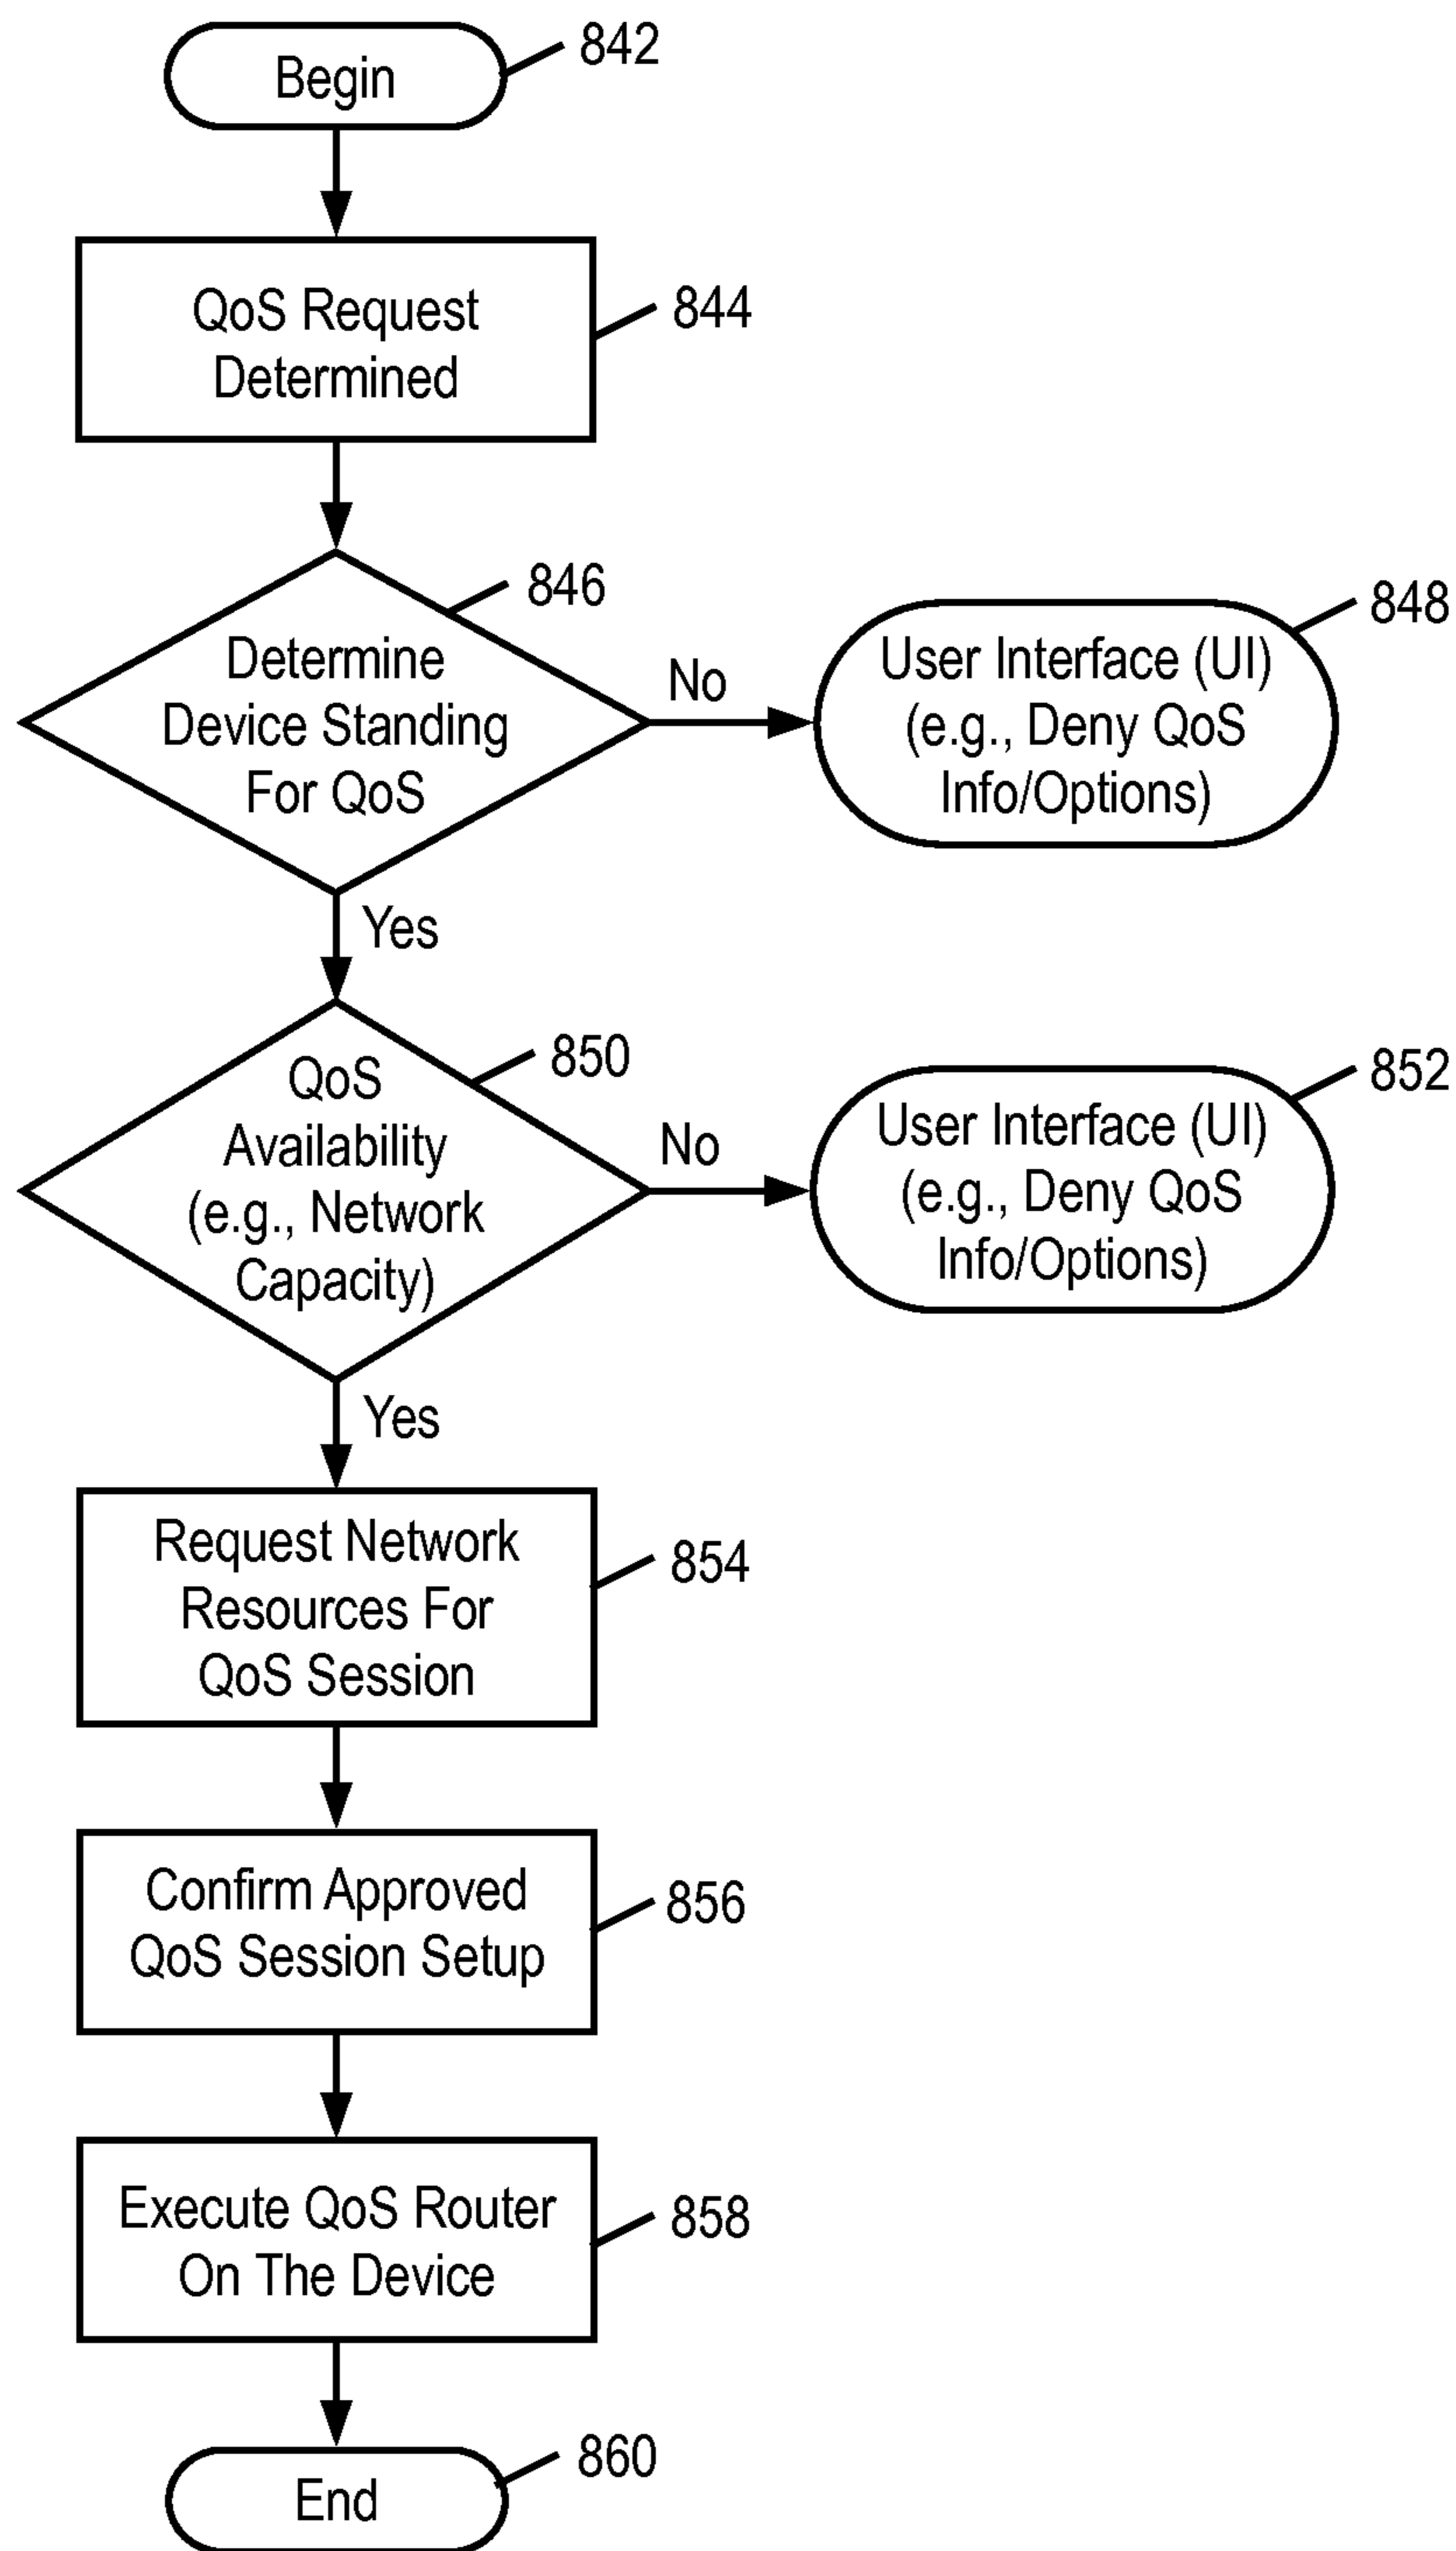 Begin
842
QoS Request
Determined
844
846
Determine
Device Standing
For QoS
No
User Interface (UI)
(e.g., Deny QoS
Info/Options)
848
Yes
QoS
Availability
(e.g., Network
Capacity)
850
No
User Interface (UI)
(e.g., Deny QoS
Info/Options)
852
Yes
Request Network
Resources For
QoS Session
854
Confirm Approved
QoS Session Setup
856
Execute QoS Router
On The Device
858
End
860